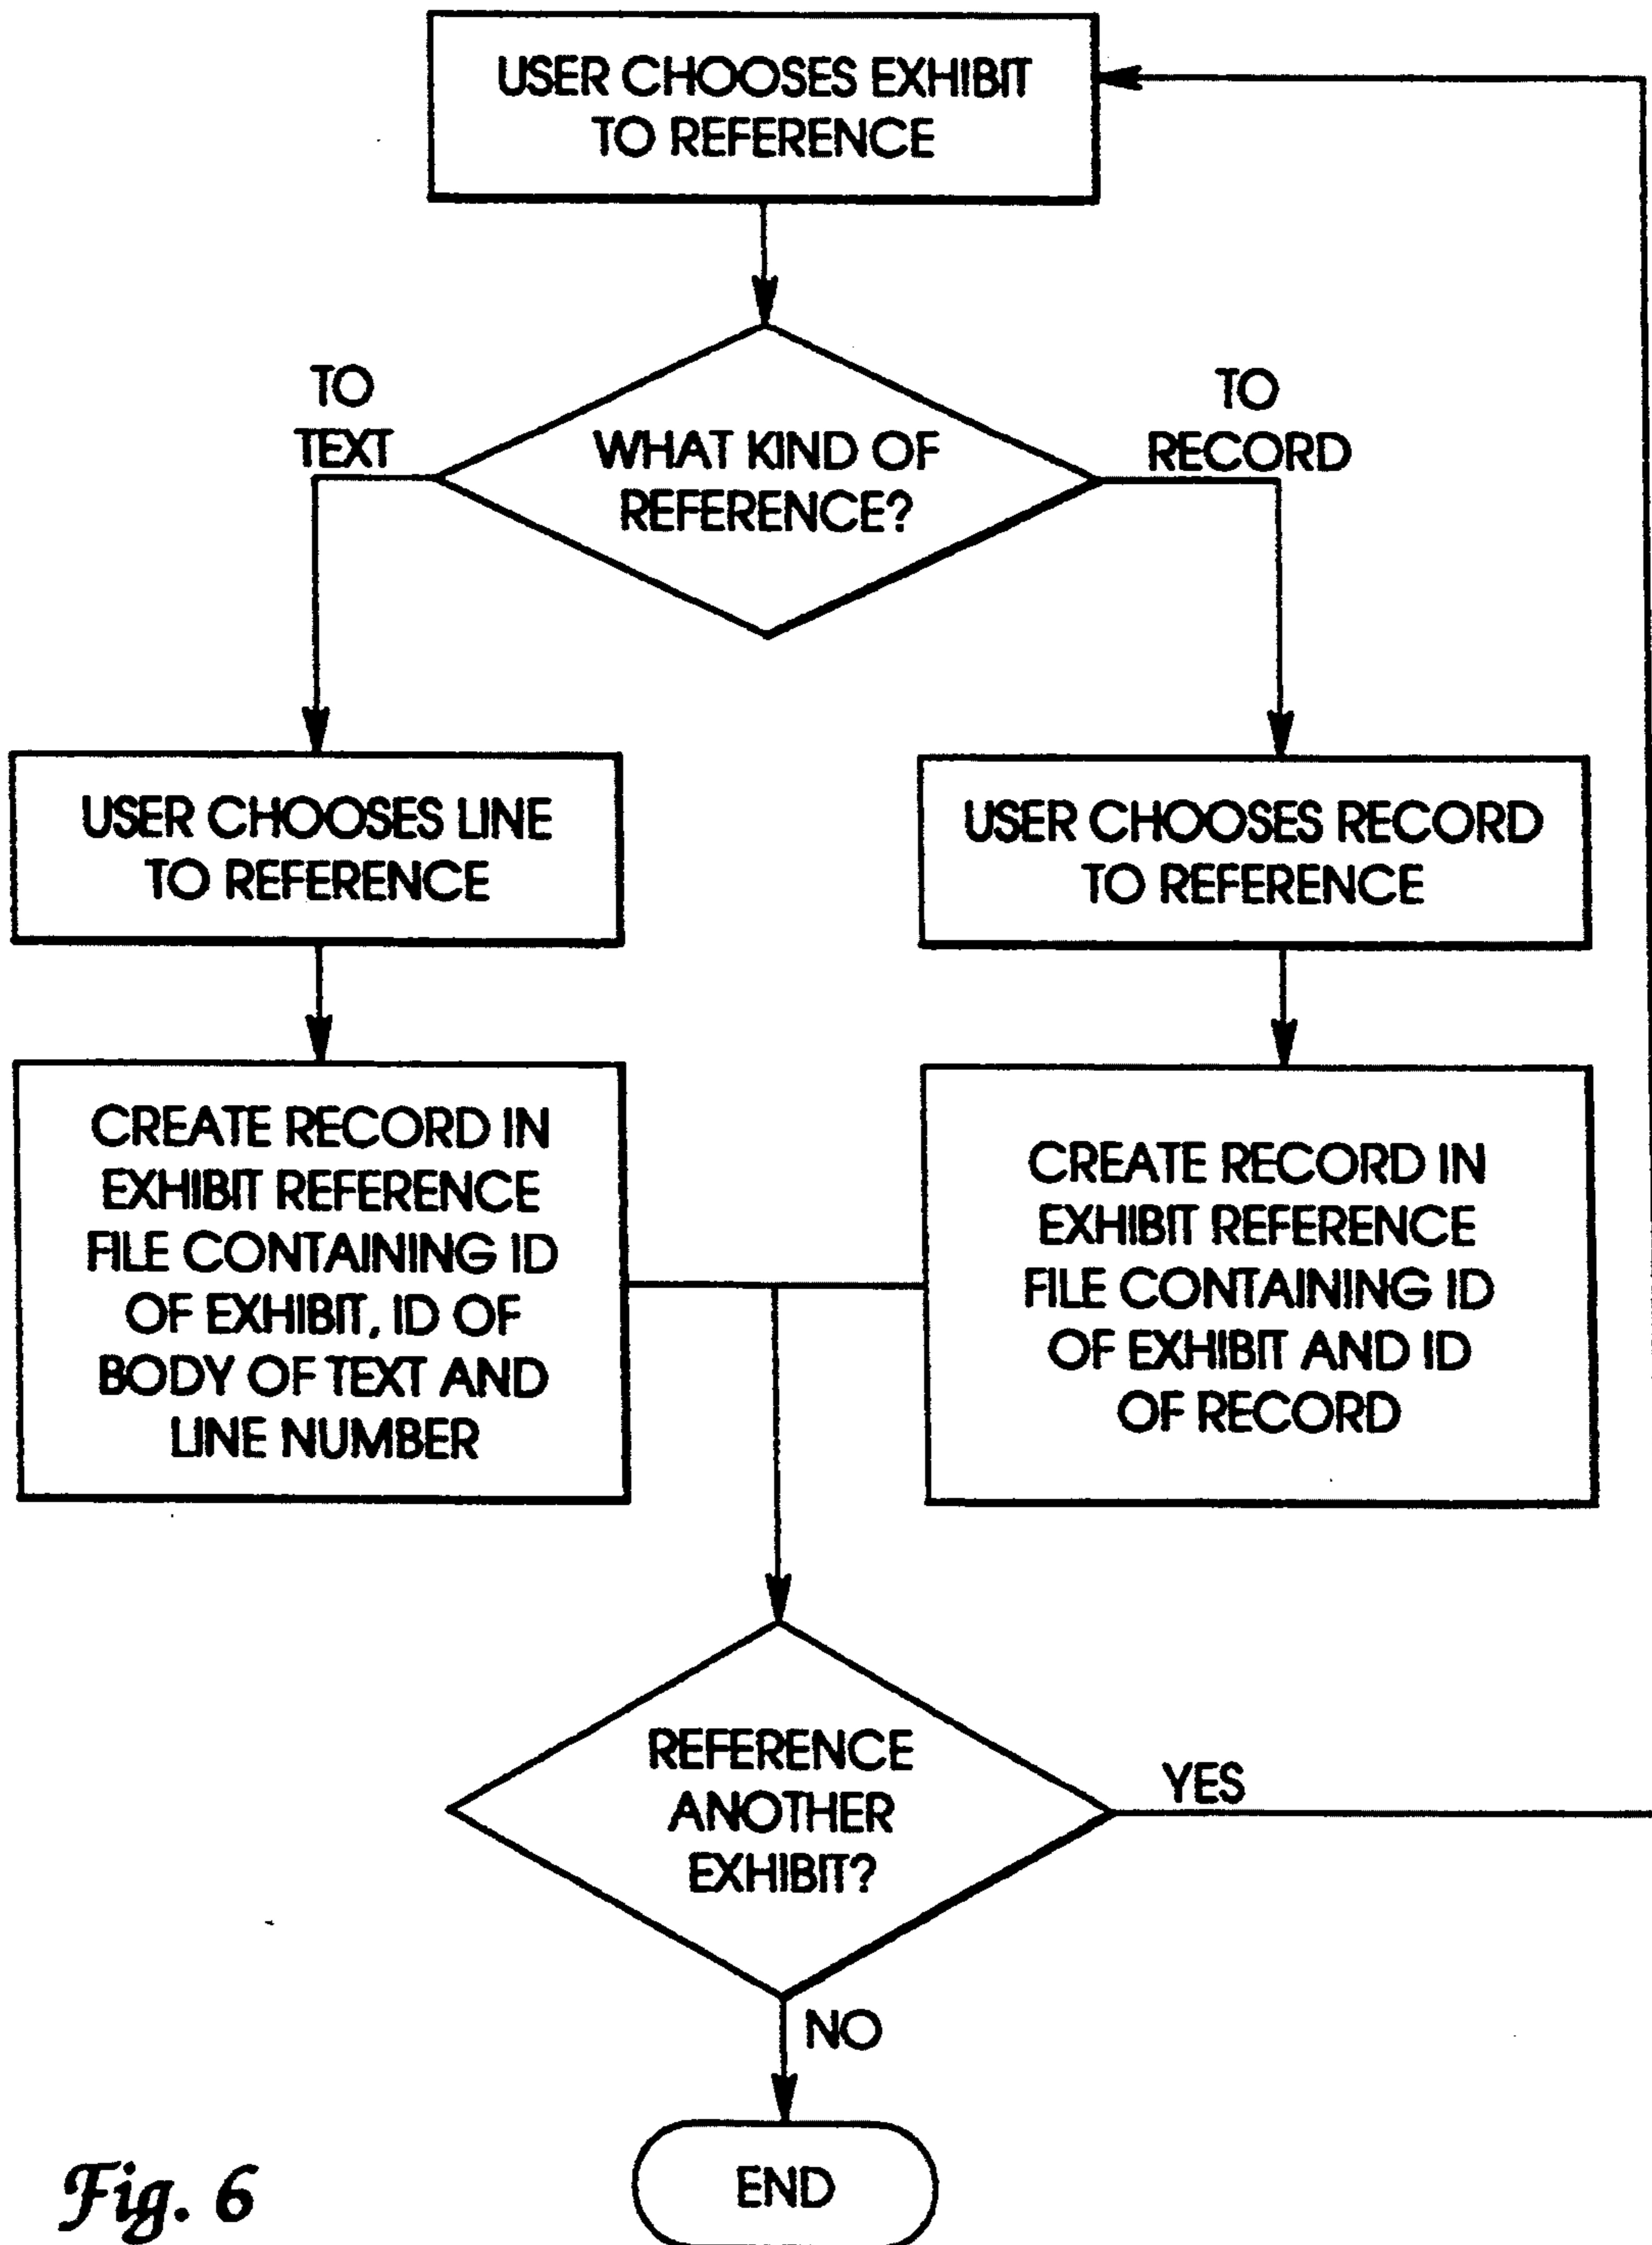 USER CHOOSES EXHIBIT
TO REFERENCE
TO
TEXT
WHAT KIND OF
REFERENCE?
TO
RECORD
USER CHOOSES LINE
TO REFERENCE
USER CHOOSES RECORD
TO REFERENCE
CREATE RECORD IN
EXHIBIT REFERENCE
FILE CONTAINING ID
OF EXHIBIT, ID OF
BODY OF TEXT AND
LINE NUMBER
CREATE RECORD IN
EXHIBIT REFERENCE
FILE CONTAINING ID
OF EXHIBIT AND ID
OF RECORD
REFERENCE
ANOTHER
EXHIBIT?
YES
NO
END
Fig. 6